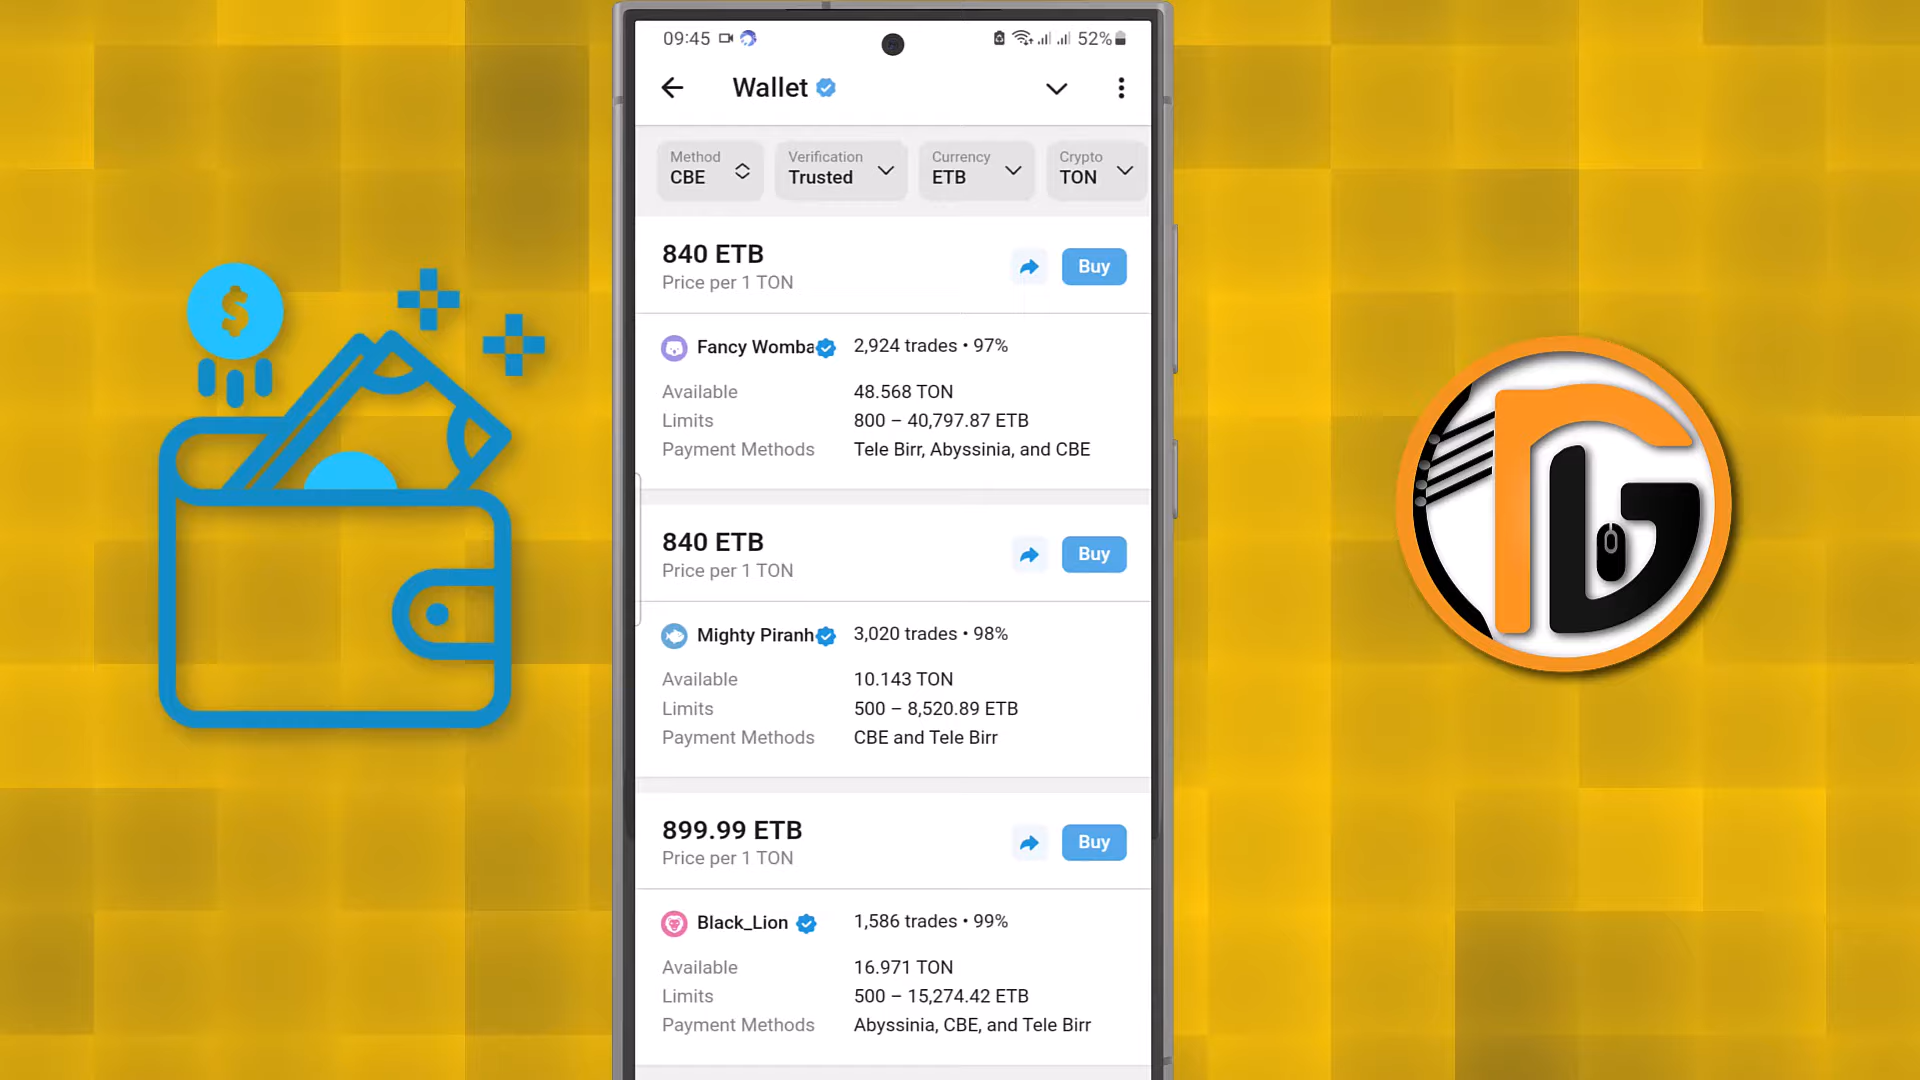 09:45
52%
Wallet
Method
CBE
Verification
Trusted
Currency
ETB
Crypto
TON
840 ETB
Price per 1 TON
Buy
Fancy Womba
2,924 trades • 97%
Available
48.568 TON
Limits
800 – 40,797.87 ETB
Payment Methods
Tele Birr, Abyssinia, and CBE
840 ETB
Price per 1 TON
Buy
Mighty Piranh
3,020 trades • 98%
Available
10.143 TON
Limits
500 – 8,520.89 ETB
Payment Methods
CBE and Tele Birr
899.99 ETB
Price per 1 TON
Buy
Black_Lion
1,586 trades • 99%
Available
16.971 TON
Limits
500 – 15,274.42 ETB
Payment Methods
Abyssinia, CBE, and Tele Birr